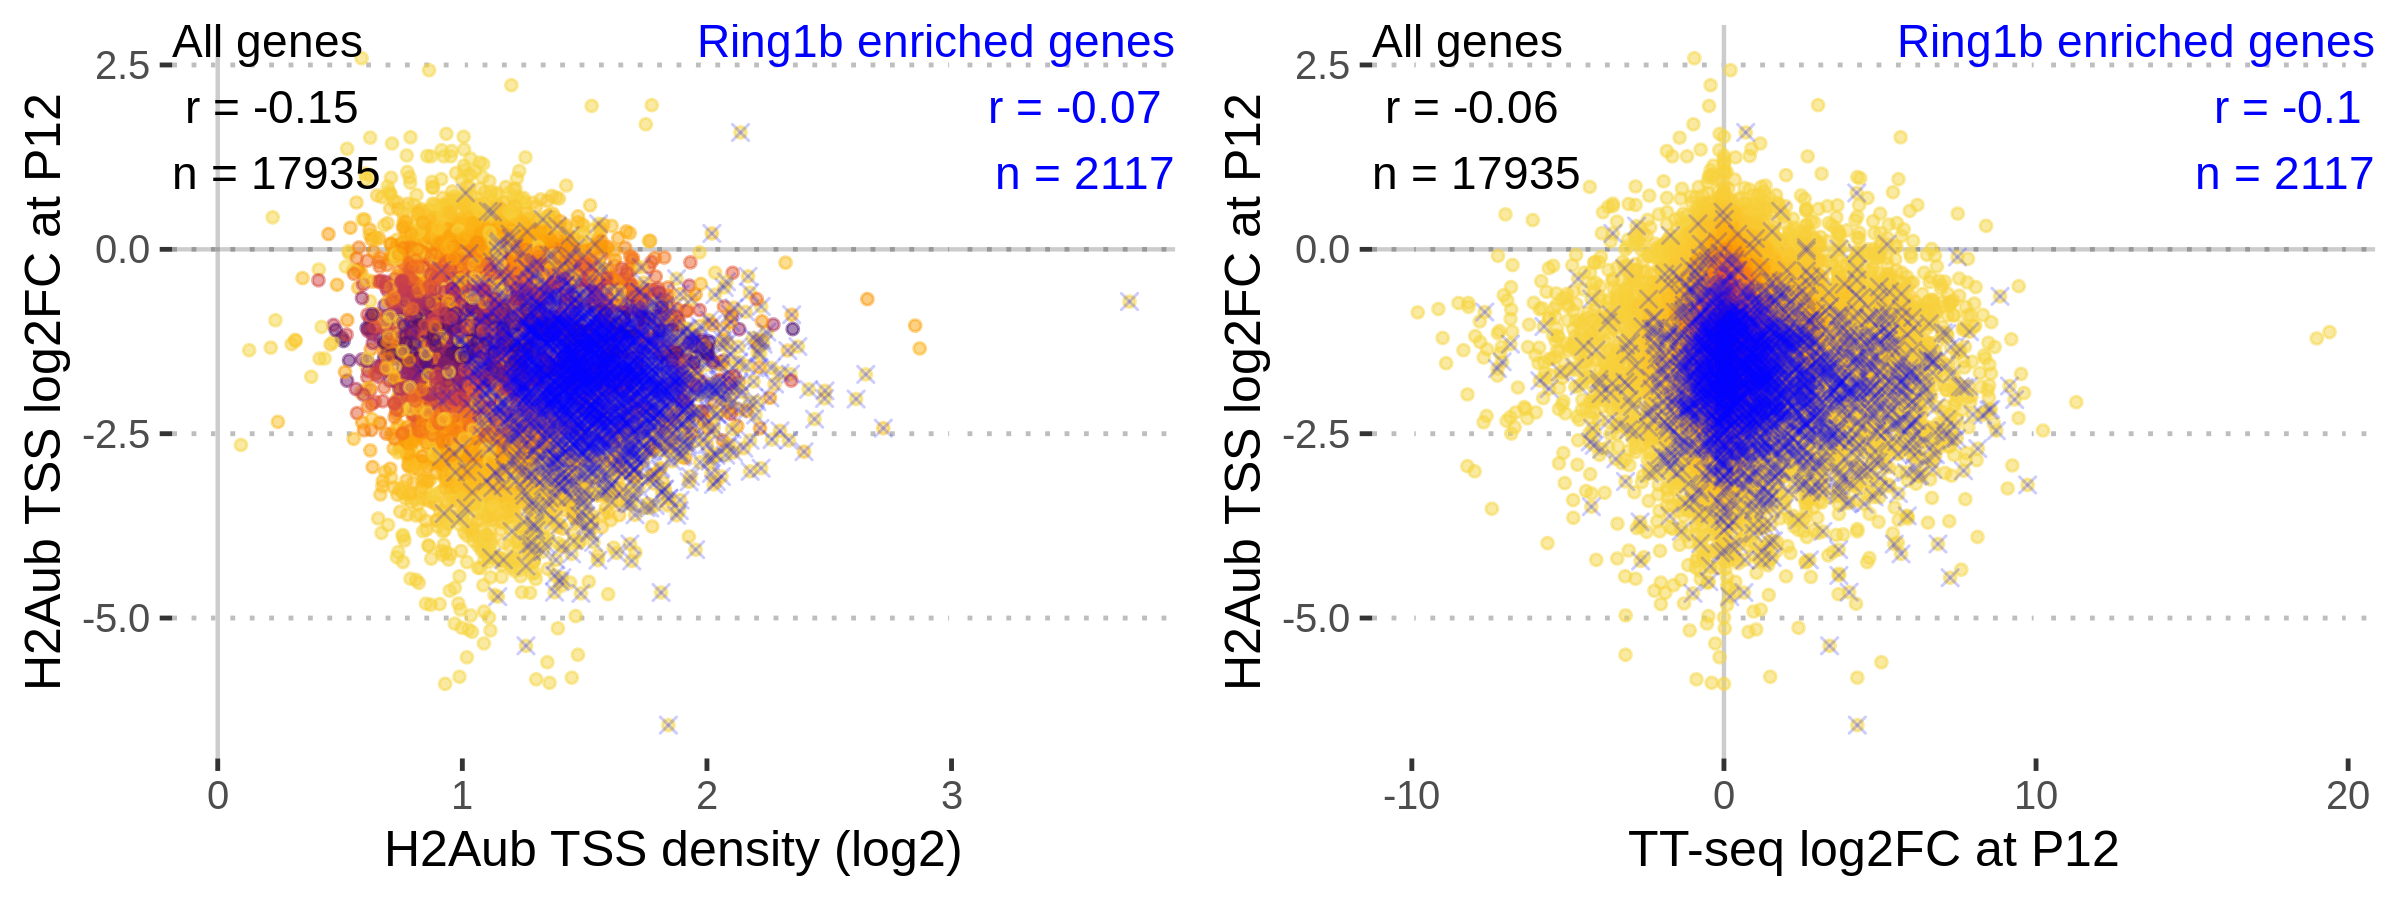 All genes
r = -0.15
n = 17935
Ring1b enriched genes
r = -0.07
n = 2117
2.5
0.0
-2.5
-5.0
H2Aub TSS log2FC at P12
0 1 2 3
H2Aub TSS density (log2)
All genes
r = -0.06
n = 17935
Ring1b enriched genes
r = -0.1
n = 2117
2.5
0.0
-2.5
-5.0
H2Aub TSS log2FC at P12
-10 0 10 20
TT-seq log2FC at P12